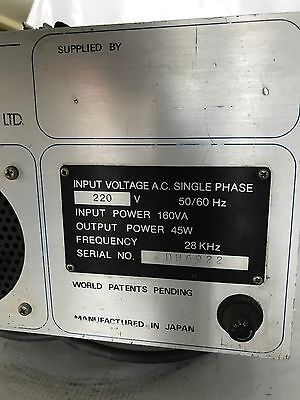 SUPPLIED BY
LTD.
INPUT VOLTAGE A.C. SINGLE PHASE
220 V 50/60 Hz
INPUT POWER 160VA
OUTPUT POWER 45W
FREQUENCY 28 KHz
SERIAL NO. DH6922
WORLD PATENTS PENDING
MANUFACTURED IN JAPAN